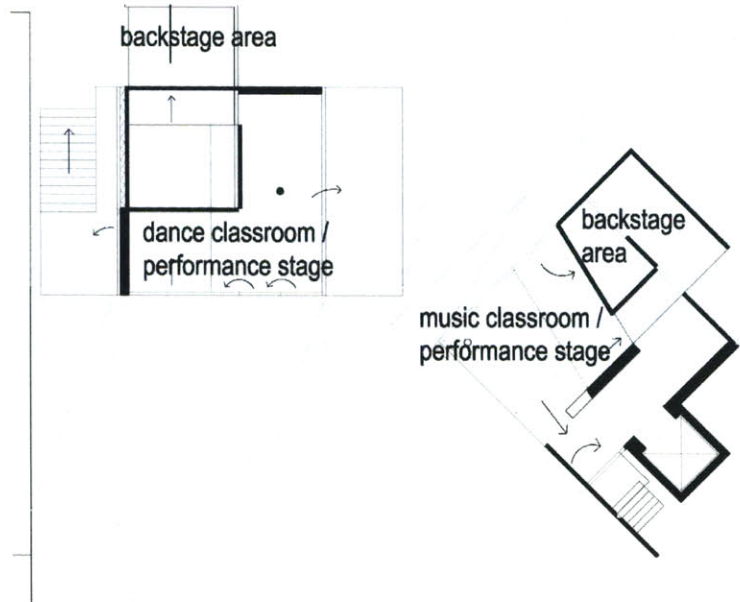 backstage area
dance classroom /
performance stage
backstage
area
music classroom /
performance stage